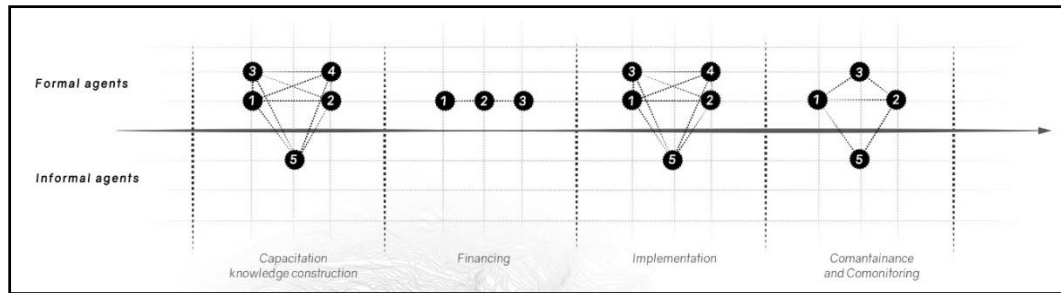 Formal agents
3 4
1 2
5
1 2 3
3 4
1 2
5
3
1 2
5
Informal agents
Capacitation
knowledge construction
Financing
Implementation
Comantainance
and Comonitoring